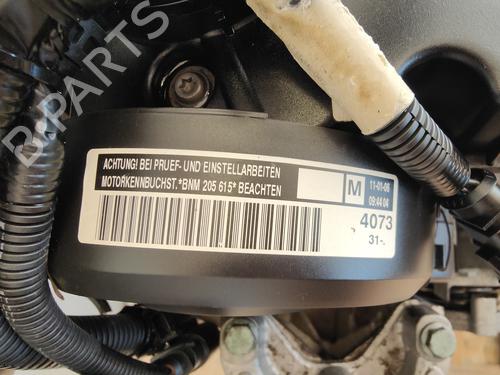 B-PARTS
ACHTUNG! BEI PRUEF- UND EINSTELLARBEITEN
MOTORKENNBUCHST.*BNM 205 615* BEACHTEN
M
11-01-06
09:44 04
4073
31-.